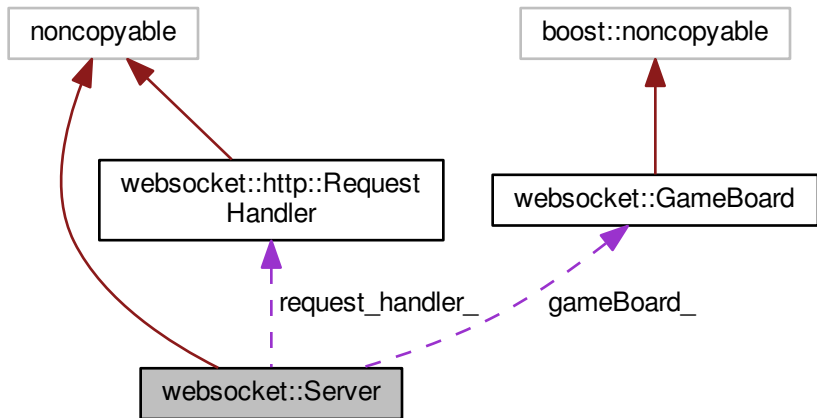 noncopyable
boost::noncopyable
websocket::http::Request
Handler
websocket::GameBoard
request_handler_
gameBoard_
websocket::Server